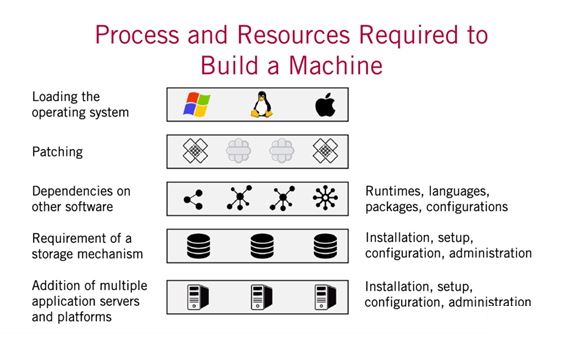 Process and Resources Required to
Build a Machine
Loading the
operating system
Patching
Dependencies on
other software
Runtimes, languages,
packages, configurations
Requirement of a
storage mechanism
Installation, setup,
configuration, administration
Addition of multiple
application servers
and platforms
Installation, setup,
configuration, administration